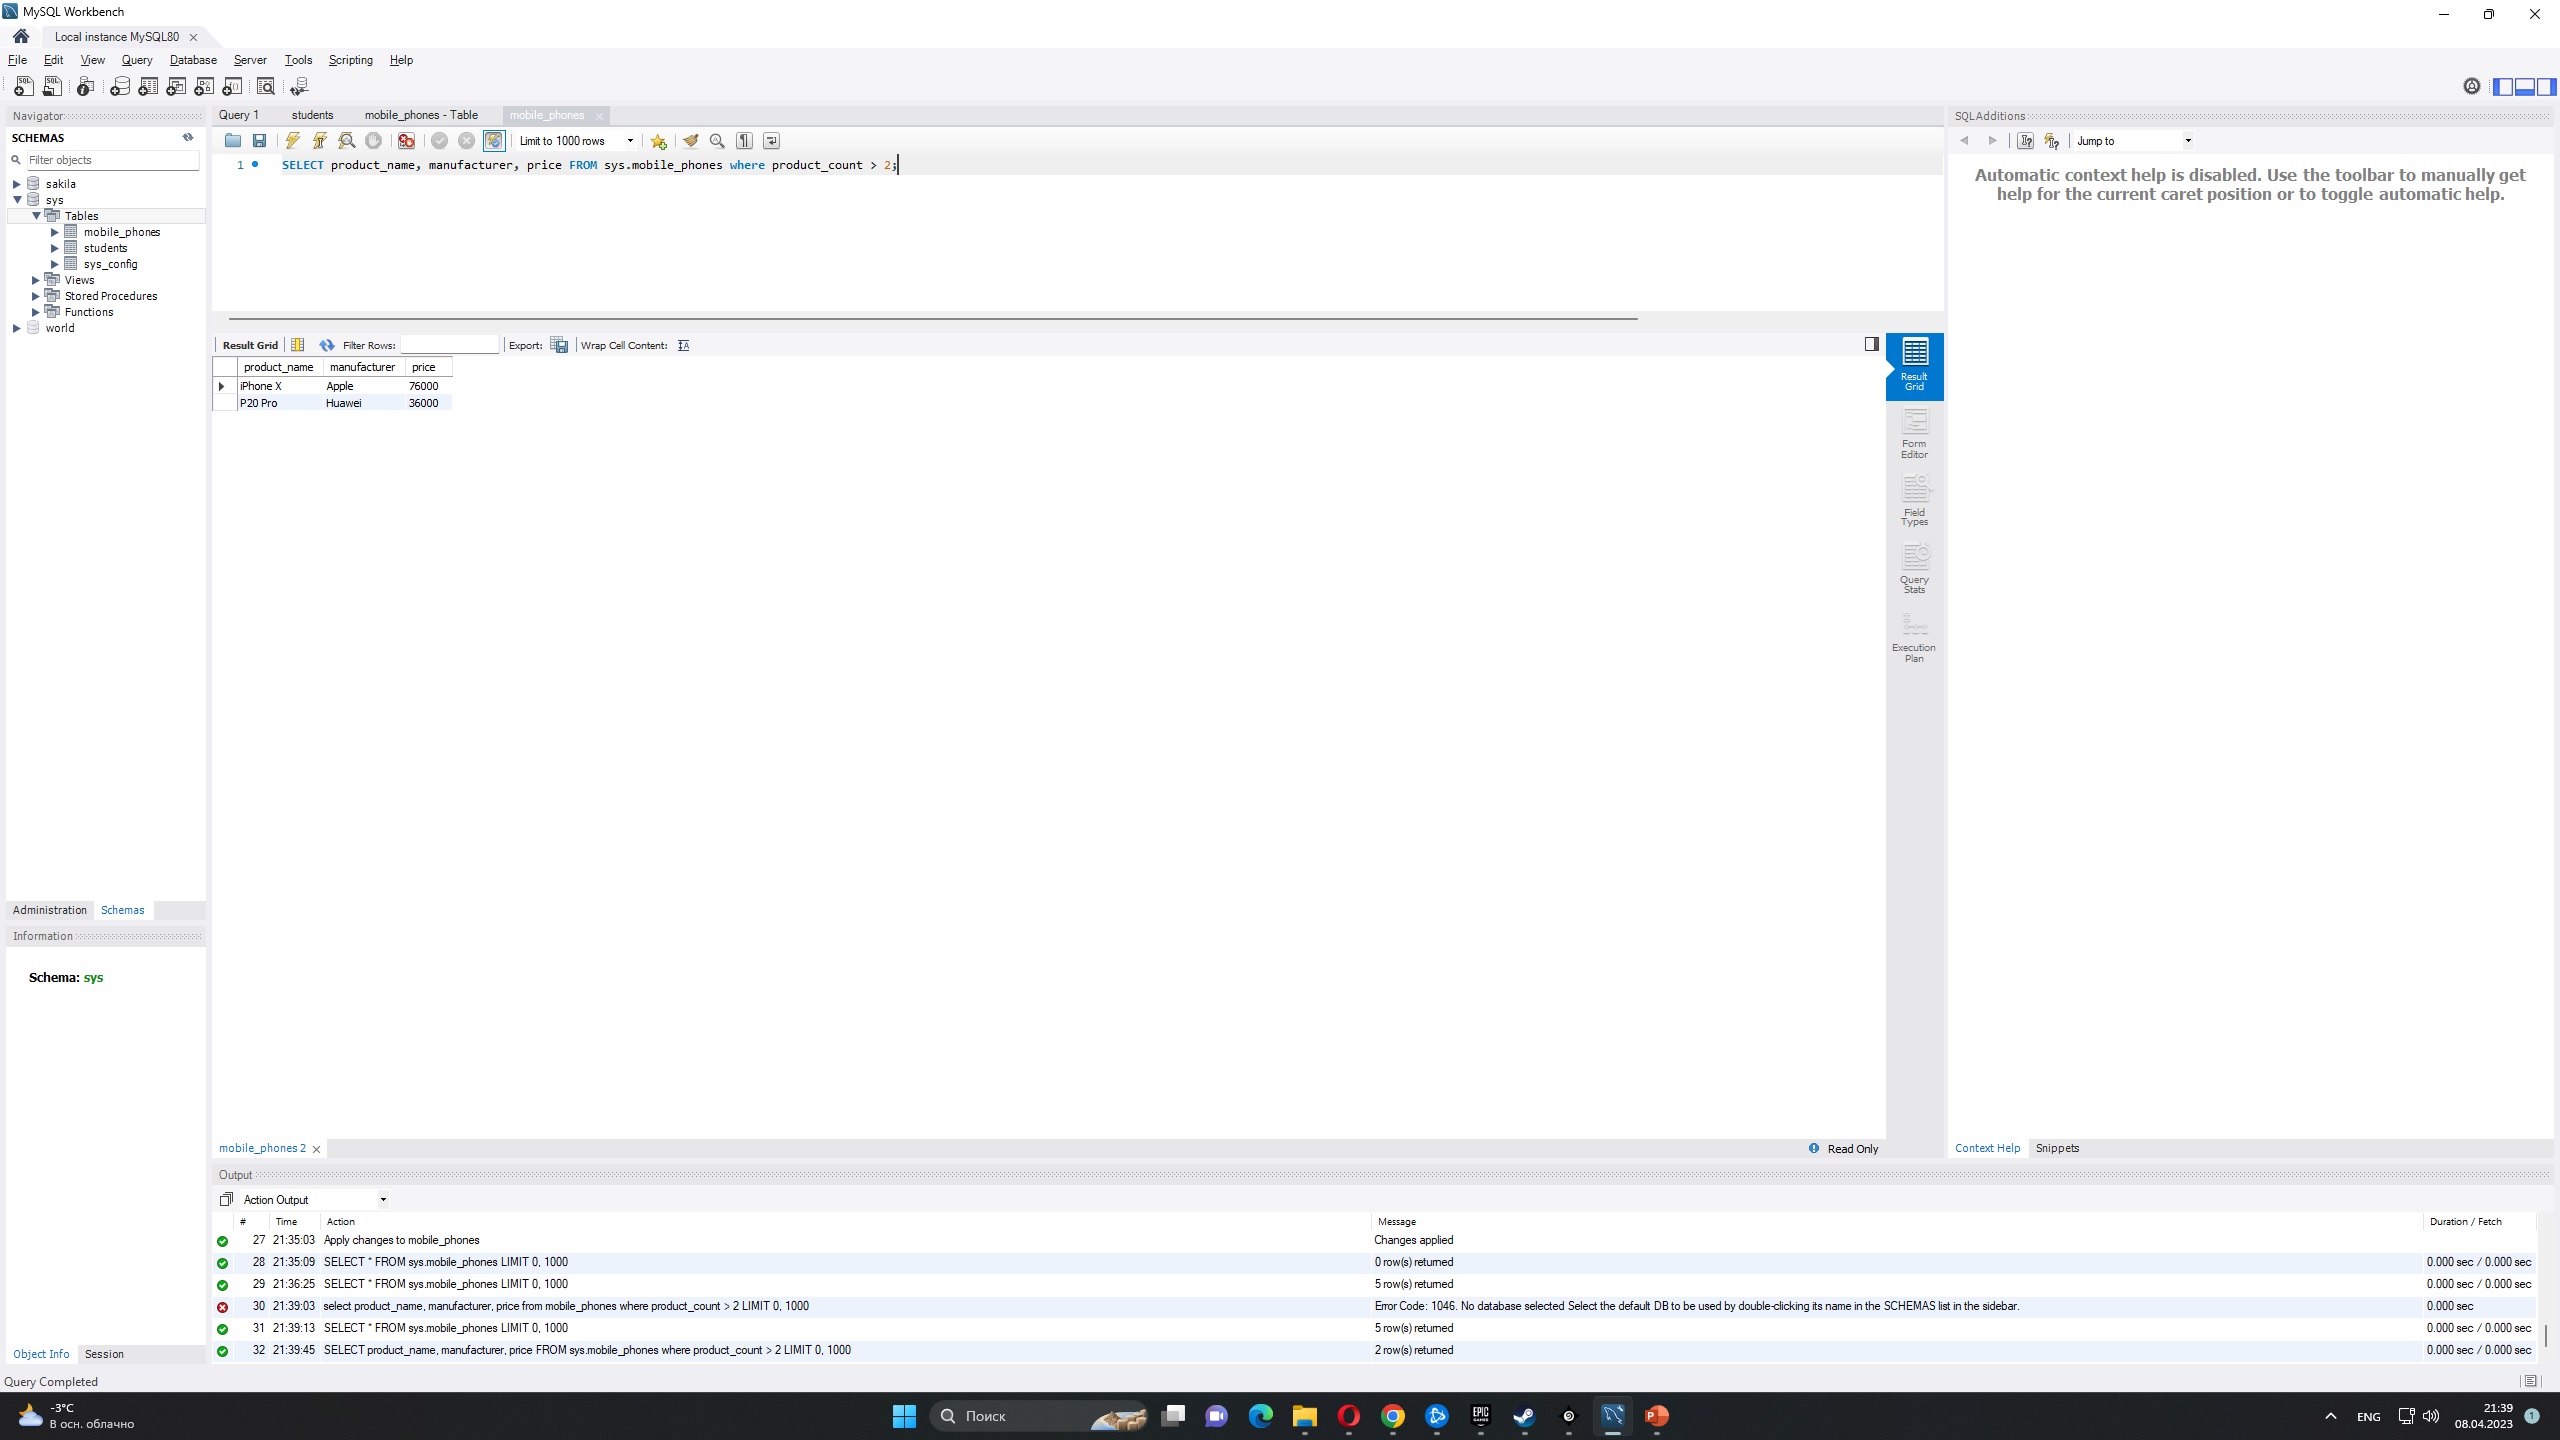 MySQL Workbench
Local instance MySQL80
File Edit View Query Database Server Tools Scripting Help
Navigator
SCHEMAS
Filter objects
sakila
sys
Tables
mobile_phones
students
sys_config
Views
Stored Procedures
Functions
world
Administration Schemas
Information
Schema: sys
Object Info Session
Query 1 students mobile_phones - Table mobile_phones
Limit to 1000 rows
1 SELECT product_name, manufacturer, price FROM sys.mobile_phones where product_count > 2;
Result Grid Filter Rows: Export: Wrap Cell Content:
product_name manufacturer price
iPhone X Apple 76000
P20 Pro Huawei 36000
Result
Grid
Form
Editor
Field
Types
Query
Stats
Execution
Plan
mobile_phones 2 Read Only
SQLAdditions
Jump to
Automatic context help is disabled. Use the toolbar to manually get
help for the current caret position or to toggle automatic help.
Context Help Snippets
Output
Action Output
# Time Action Message Duration / Fetch
27 21:35:03 Apply changes to mobile_phones Changes applied
28 21:35:09 SELECT * FROM sys.mobile_phones LIMIT 0, 1000 0 row(s) returned 0.000 sec / 0.000 sec
29 21:36:25 SELECT * FROM sys.mobile_phones LIMIT 0, 1000 5 row(s) returned 0.000 sec / 0.000 sec
30 21:39:03 select product_name, manufacturer, price from mobile_phones where product_count > 2 LIMIT 0, 1000 Error Code: 1046. No database selected Select the default DB to be used by double-clicking its name in the SCHEMAS list in the sidebar. 0.000 sec
31 21:39:13 SELECT * FROM sys.mobile_phones LIMIT 0, 1000 5 row(s) returned 0.000 sec / 0.000 sec
32 21:39:45 SELECT product_name, manufacturer, price FROM sys.mobile_phones where product_count > 2 LIMIT 0, 1000 2 row(s) returned 0.000 sec / 0.000 sec
Query Completed
-3°C
В осн. облачно
Поиск
EPIC
GAMES
ENG
21:39
08.04.2023
1